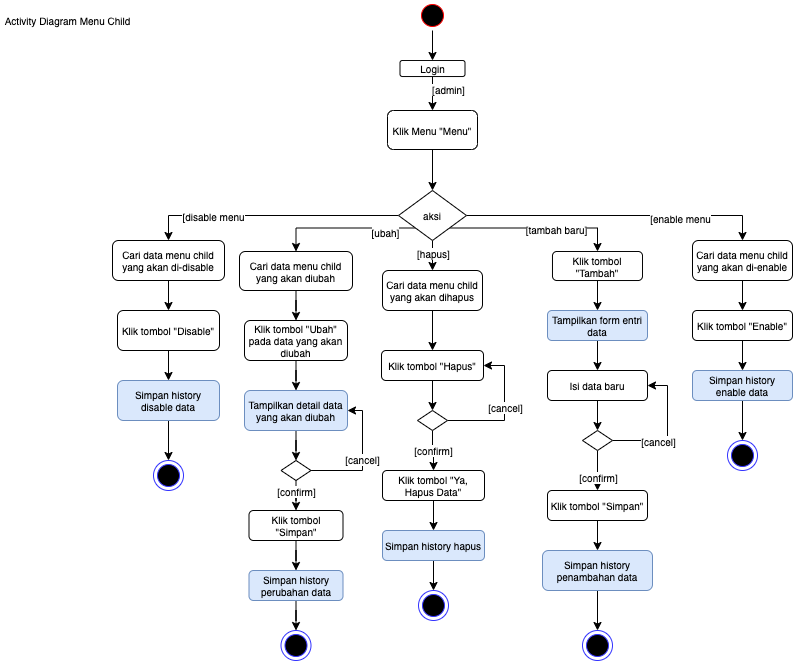 Activity Diagram Menu Child
Login
[admin]
Klik Menu "Menu"
aksi
[disable menu
[ubah]
[hapus]
[tambah baru]
[enable menu
Cari data menu child
yang akan di-disable
Klik tombol "Disable"
Simpan history
disable data
Cari data menu child
yang akan diubah
Klik tombol "Ubah"
pada data yang akan
diubah
Tampilkan detail data
yang akan diubah
[cancel]
[confirm]
Klik tombol
"Simpan"
Simpan history
perubahan data
Cari data menu child
yang akan dihapus
Klik tombol "Hapus"
[cancel]
[confirm]
Klik tombol "Ya,
Hapus Data"
Simpan history hapus
Klik tombol
"Tambah"
Tampilkan form entri
data
Isi data baru
[cancel]
[confirm]
Klik tombol "Simpan"
Simpan history
penambahan data
Cari data menu child
yang akan di-enable
Klik tombol "Enable"
Simpan history
enable data